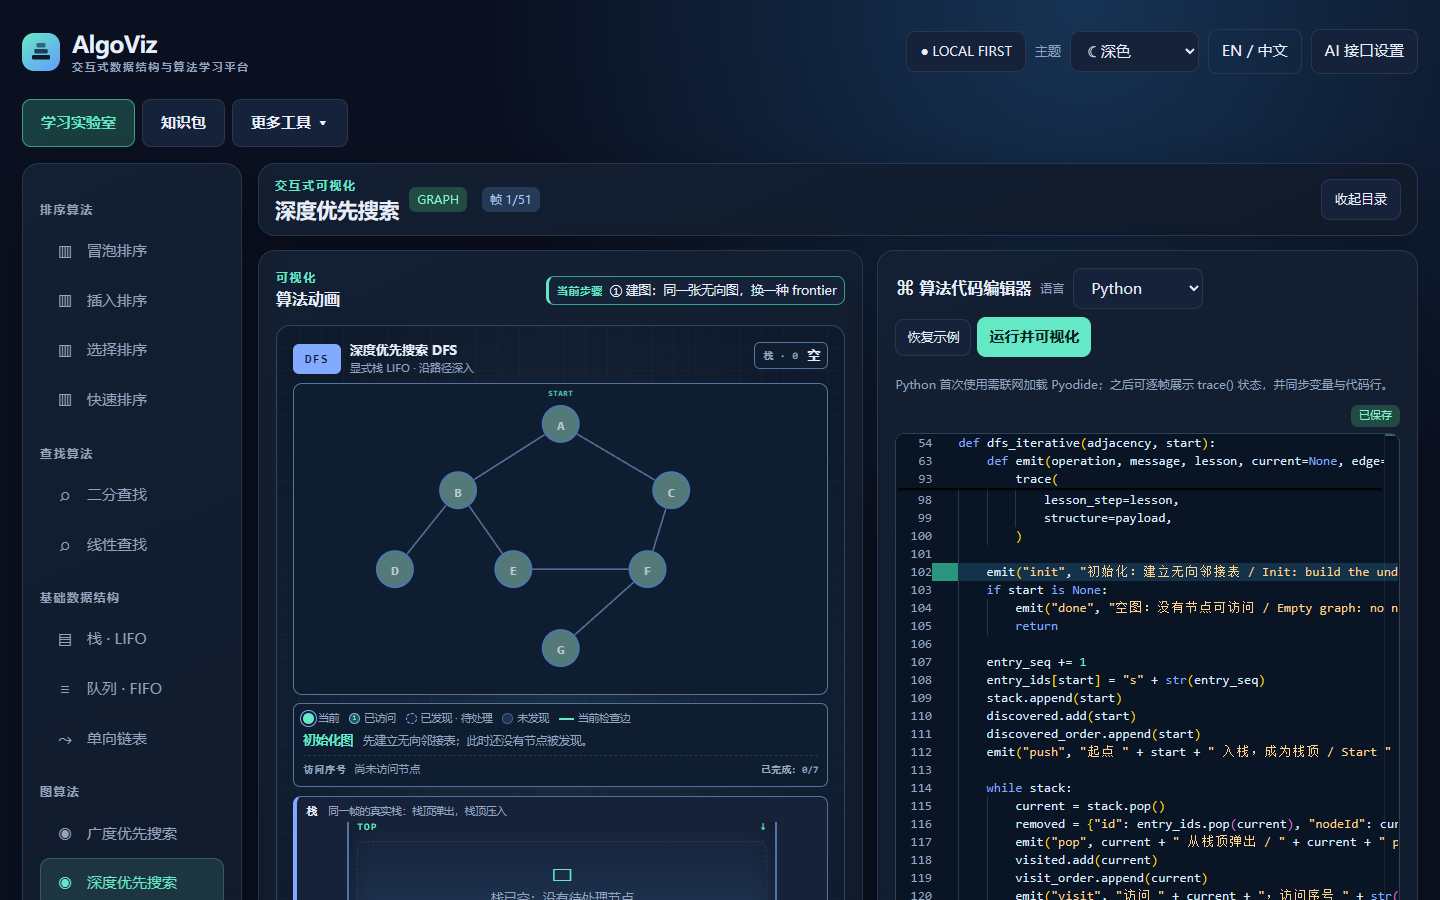 AlgoViz
交互式数据结构与算法学习平台
● LOCAL FIRST
主题
☾ 深色
EN / 中文
AI 接口设置
学习实验室
知识包
更多工具 ▾
排序算法
冒泡排序
插入排序
选择排序
快速排序
查找算法
二分查找
线性查找
基础数据结构
栈 · LIFO
队列 · FIFO
单向链表
图算法
广度优先搜索
深度优先搜索
交互式可视化
深度优先搜索
GRAPH
帧 1/51
收起目录
可视化
算法动画
当前步骤 ① 建图：同一张无向图，换一种 frontier
DFS
深度优先搜索 DFS
显式栈 LIFO · 沿路径深入
栈 · 0 空
START
A
B
C
D
E
F
G
当前
1 已访问
已发现 · 待处理
未发现
当前检查边
初始化图 先建立无向邻接表；此时还没有节点被发现。
访问序号 尚未访问节点
已完成: 0/7
栈 同一帧的真实栈：栈顶弹出，栈顶压入
TOP ↓
栈已空：没有待处理节点
⌘ 算法代码编辑器
语言
Python
恢复示例
运行并可视化
Python 首次使用需联网加载 Pyodide；之后可逐帧展示 trace() 状态，并同步变量与代码行。
已保存
54 def dfs_iterative(adjacency, start):
63 def emit(operation, message, lesson, current=None, edge=
93 trace(
98 lesson_step=lesson,
99 structure=payload,
100 )
101
102 emit("init", "初始化：建立无向邻接表 / Init: build the und
103 if start is None:
104 emit("done", "空图：没有节点可访问 / Empty graph: no n
105 return
106
107 entry_seq += 1
108 entry_ids[start] = "s" + str(entry_seq)
109 stack.append(start)
110 discovered.add(start)
111 discovered_order.append(start)
112 emit("push", "起点 " + start + " 入栈，成为栈顶 / Start "
113
114 while stack:
115 current = stack.pop()
116 removed = {"id": entry_ids.pop(current), "nodeId": cur
117 emit("pop", current + " 从栈顶弹出 / " + current + " p
118 visited.add(current)
119 visit_order.append(current)
120 emit("visit", "访问 " + current + "，访问序号 " + str(